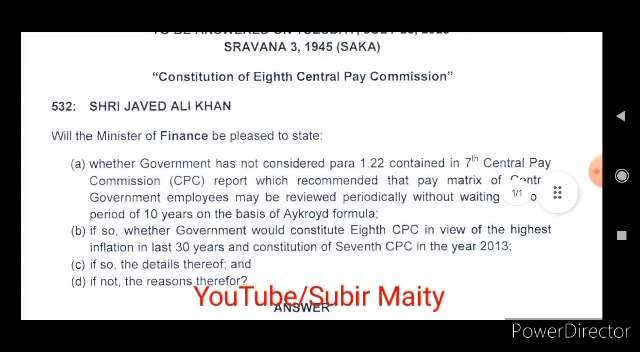 SRAVANA 3, 1945 (SAKA)
"Constitution of Eighth Central Pay Commission"
532: SHRI JAVED ALI KHAN
Will the Minister of Finance be pleased to state:
(a) whether Government has not considered para 1.22 contained in 7th Central Pay
Commission (CPC) report which recommended that pay matrix of
Government employees may be reviewed periodically without waiting
1/1
period of 10 years on the basis of Aykroyd formula;
(b) if so, whether Government would constitute Eighth CPC in view of the highest
inflation in last 30 years and constitution of Seventh CPC in the year 2013;
(c) if so, the details thereof; and
(d) if not, the reasons therefor?
YouTube/Subir Maity
ANSWER
PowerDirector